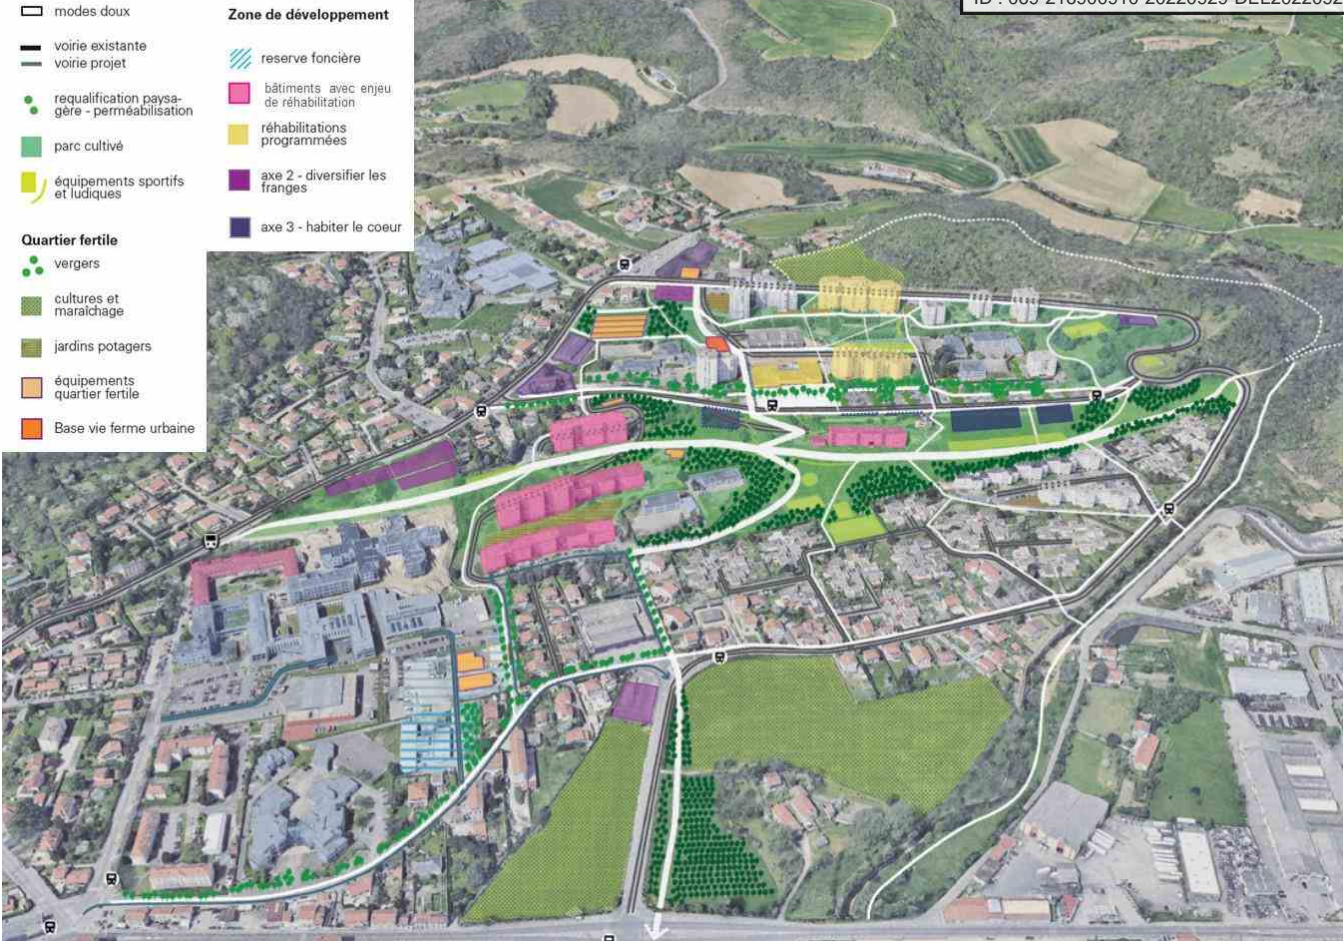 modes doux
voirie existante
voirie projet
requalification paysa-
gère - perméabilisation
parc cultivé
équipements sportifs
et ludiques
Quartier fertile
vergers
cultures et
maraîchage
jardins potagers
équipements
quartier fertile
Base vie ferme urbaine
Zone de développement
reserve foncière
bâtiments avec enjeu
de réhabilitation
réhabilitations
programmées
axe 2 - diversifier les
franges
axe 3 - habiter le coeur